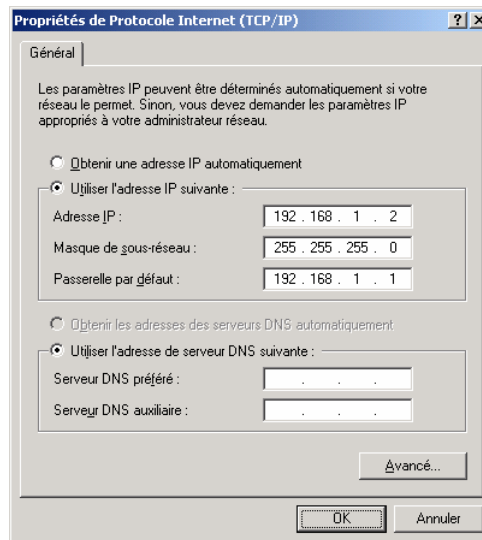 Propriétés de Protocole Internet (TCP/IP)
Général
Les paramètres IP peuvent être déterminés automatiquement si votre
réseau le permet. Sinon, vous devez demander les paramètres IP
appropriés à votre administrateur réseau.
Obtenir une adresse IP automatiquement
Utiliser l'adresse IP suivante :
Adresse IP : 192 . 168 . 1 . 2
Masque de sous-réseau : 255 . 255 . 255 . 0
Passerelle par défaut : 192 . 168 . 1 . 1
Obtenir les adresses des serveurs DNS automatiquement
Utiliser l'adresse de serveur DNS suivante :
Serveur DNS préféré : . . .
Serveur DNS auxiliaire : . . .
Avancé...
OK Annuler